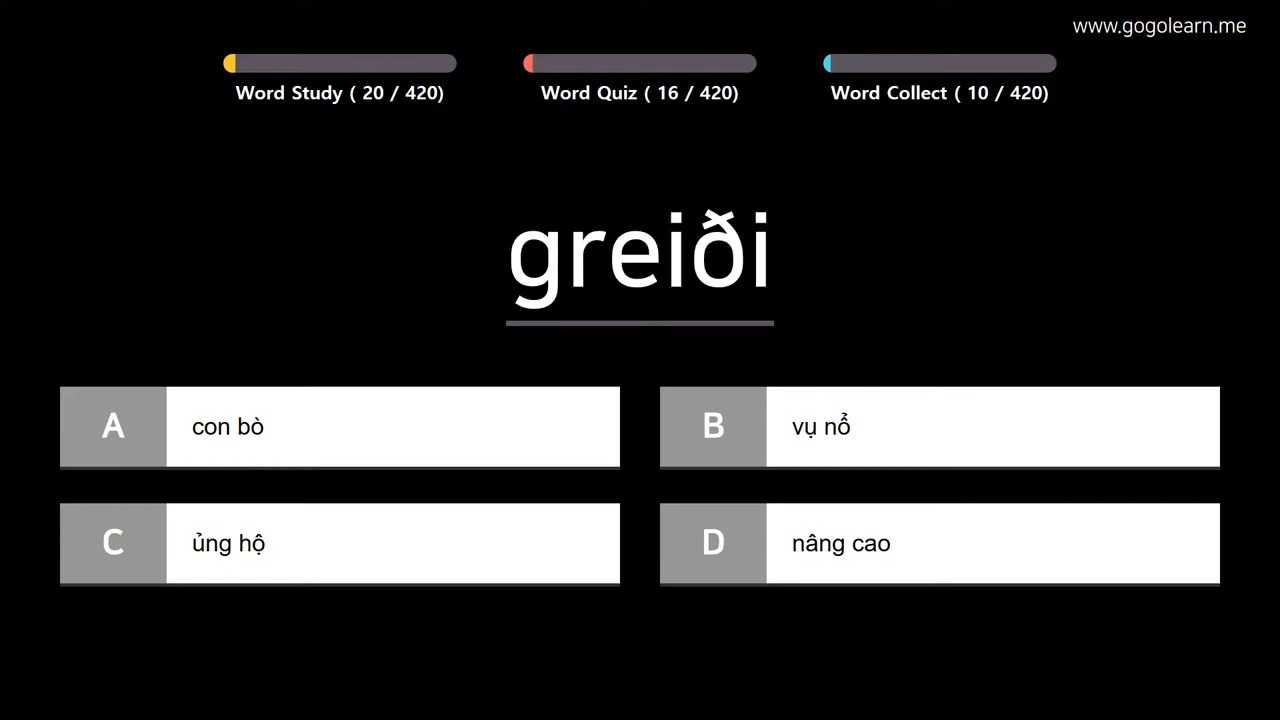 www.gogolearn.me
Word Study ( 20 / 420)
Word Quiz ( 16 / 420)
Word Collect ( 10 / 420)
greiði
A con bò
B vụ nổ
C ủng hộ
D nâng cao